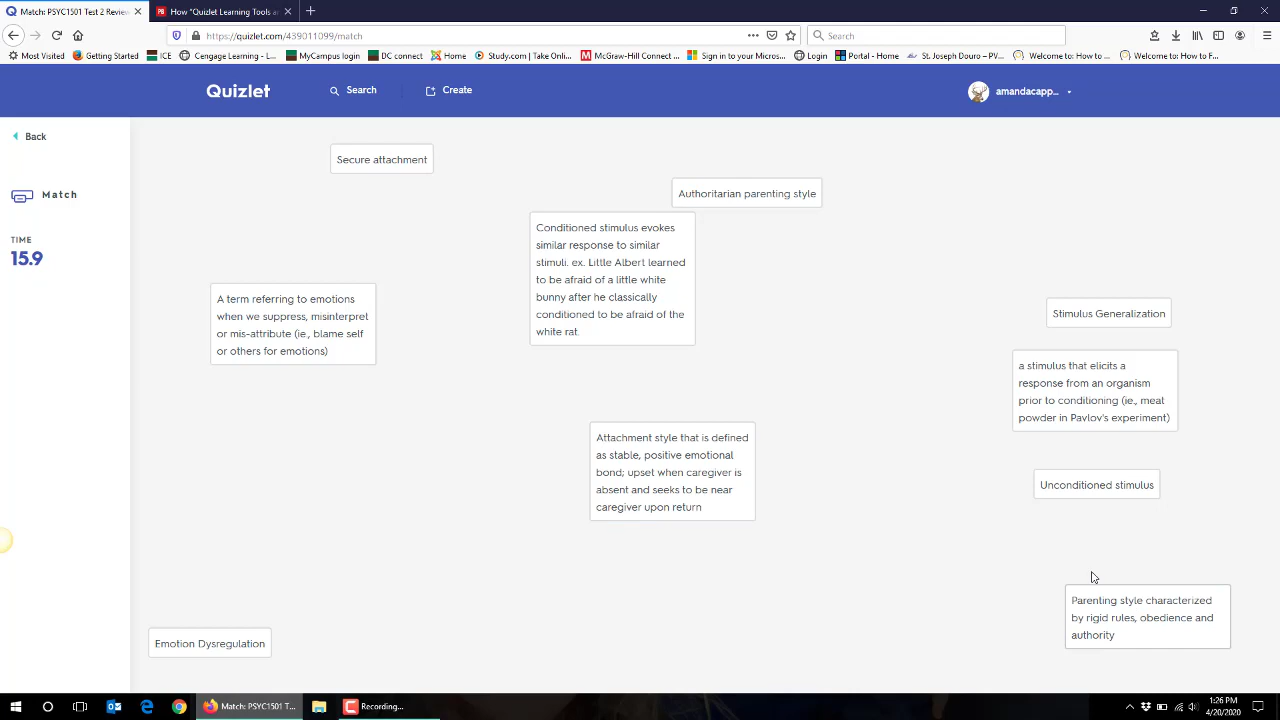 Match: PSYC1501 Test 2 Review
How "Quizlet Learning Tools a
https://quizlet.com/439011099/match
Search
Most Visited
Getting Started
ICE
Cengage Learning - L...
MyCampus login
DC connect
Home
Study.com | Take Onli...
McGraw-Hill Connect ...
Sign in to your Micros...
Login
Portal - Home
St. Joseph Douro – PV...
Welcome to: How to ...
Welcome to: How to F...
Quizlet
Search
Create
amandacapp...
Back
Match
TIME
15.9
Secure attachment
Authoritarian parenting style
Conditioned stimulus evokes
similar response to similar
stimuli. ex. Little Albert learned
to be afraid of a little white
bunny after he classically
conditioned to be afraid of the
white rat.
A term referring to emotions
when we suppress, misinterpret
or mis-attribute (ie., blame self
or others for emotions)
Stimulus Generalization
a stimulus that elicits a
response from an organism
prior to conditioning (ie., meat
powder in Pavlov's experiment)
Attachment style that is defined
as stable, positive emotional
bond; upset when caregiver is
absent and seeks to be near
caregiver upon return
Unconditioned stimulus
Parenting style characterized
by rigid rules, obedience and
authority
Emotion Dysregulation
Match: PSYC1501 T...
Recording...
1:26 PM
4/20/2020